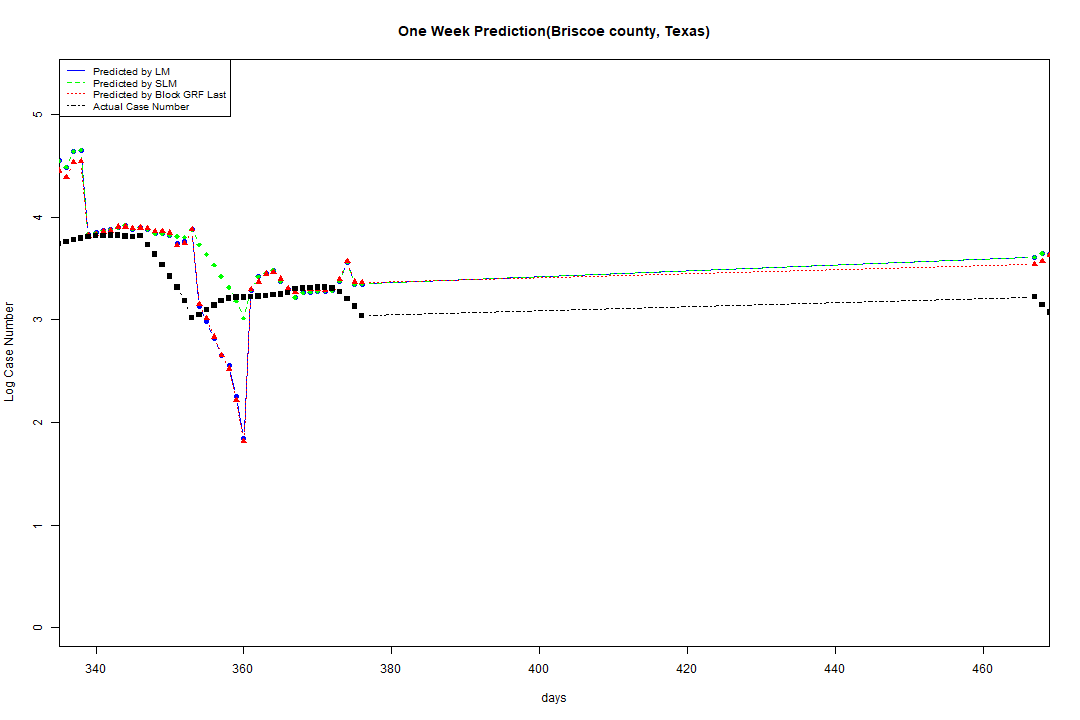 One Week Prediction(Briscoe county, Texas)
Predicted by LM
Predicted by SLM
Predicted by Block GRF Last
Actual Case Number
5
4
3
2
1
0
Log Case Number
340 360 380 400 420 440 460
days